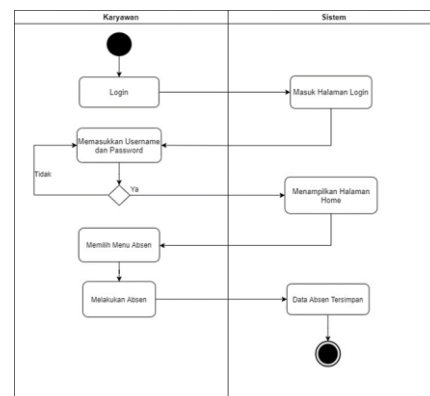 Karyawan
Sistem
Login
Masuk Halaman Login
Memasukkan Username
dan Password
Tidak
Ya
Menampilkan Halaman
Home
Memilih Menu Absen
Melakukan Absen
Data Absen Tersimpan